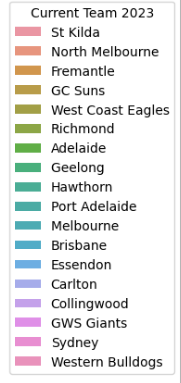 Current Team 2023
St Kilda
North Melbourne
Fremantle
GC Suns
West Coast Eagles
Richmond
Adelaide
Geelong
Hawthorn
Port Adelaide
Melbourne
Brisbane
Essendon
Carlton
Collingwood
GWS Giants
Sydney
Western Bulldogs